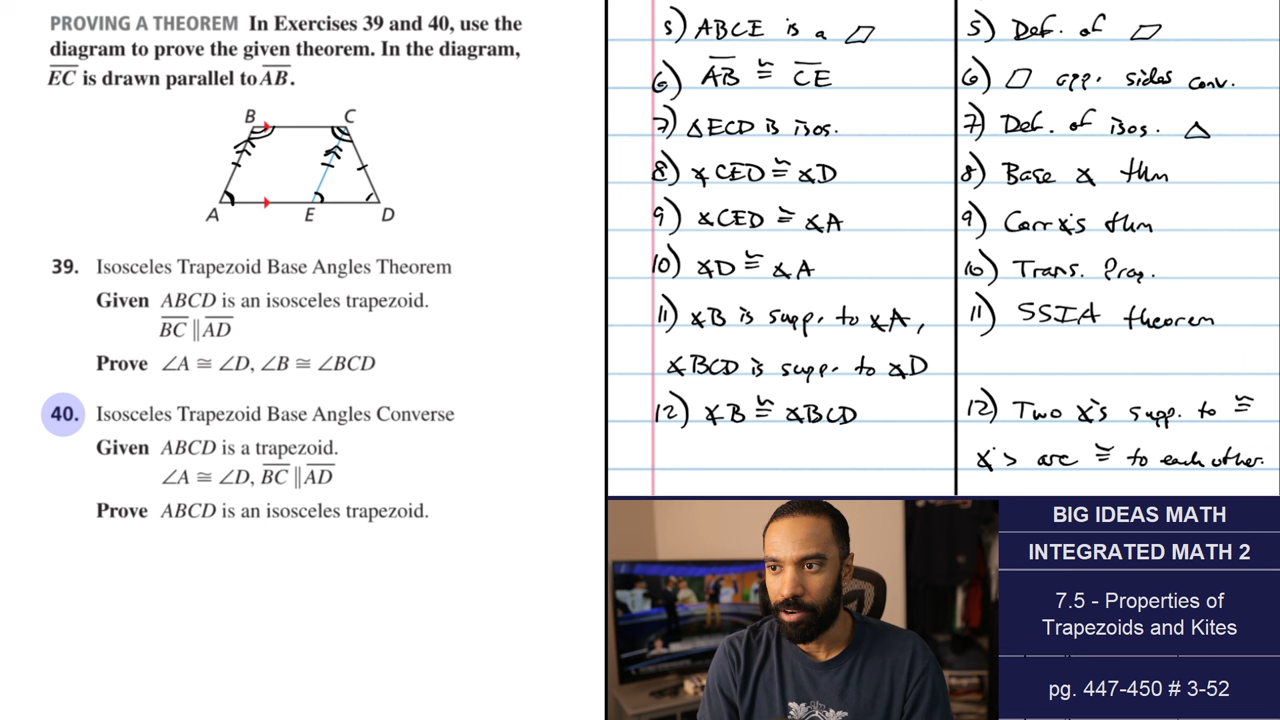 PROVING A THEOREM In Exercises 39 and 40, use the
diagram to prove the given theorem. In the diagram,
EC is drawn parallel to AB.
B C
A E D
39. Isosceles Trapezoid Base Angles Theorem
Given ABCD is an isosceles trapezoid.
BC ∥ AD
Prove ∠A ≅ ∠D, ∠B ≅ ∠BCD
40. Isosceles Trapezoid Base Angles Converse
Given ABCD is a trapezoid.
∠A ≅ ∠D, BC ∥ AD
Prove ABCD is an isosceles trapezoid.
5) ABCE is a ▱
6) AB ≅ CE
7) △ECD is isos.
8) ∡CED ≅ ∡D
9) ∡CED ≅ ∡A
10) ∡D ≅ ∡A
11) ∡B is supp. to ∡A,
∡BCD is supp. to ∡D
12) ∡B ≅ ∡BCD
5) Def. of ▱
6) ▱ opp. sides conv.
7) Def. of isos. △
8) Base ∡ thm
9) Corr ∡'s thm
10) Trans. Prop.
11) SSIA theorem
12) Two ∡'s supp. to ≅
∡'s are ≅ to each other.
BIG IDEAS MATH
INTEGRATED MATH 2
7.5 - Properties of
Trapezoids and Kites
pg. 447-450 # 3-52